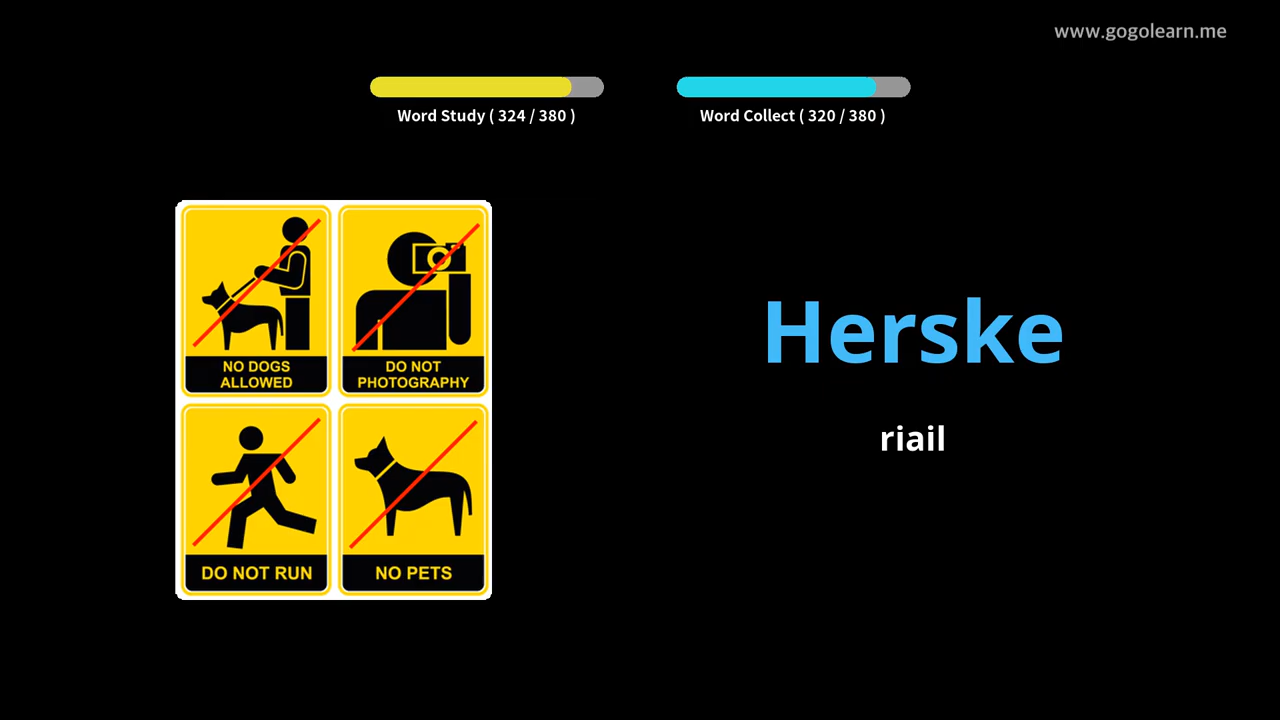 www.gogolearn.me
Word Study ( 324 / 380 )
Word Collect ( 320 / 380 )
NO DOGS
ALLOWED
DO NOT
PHOTOGRAPHY
DO NOT RUN
NO PETS
Herske
riail